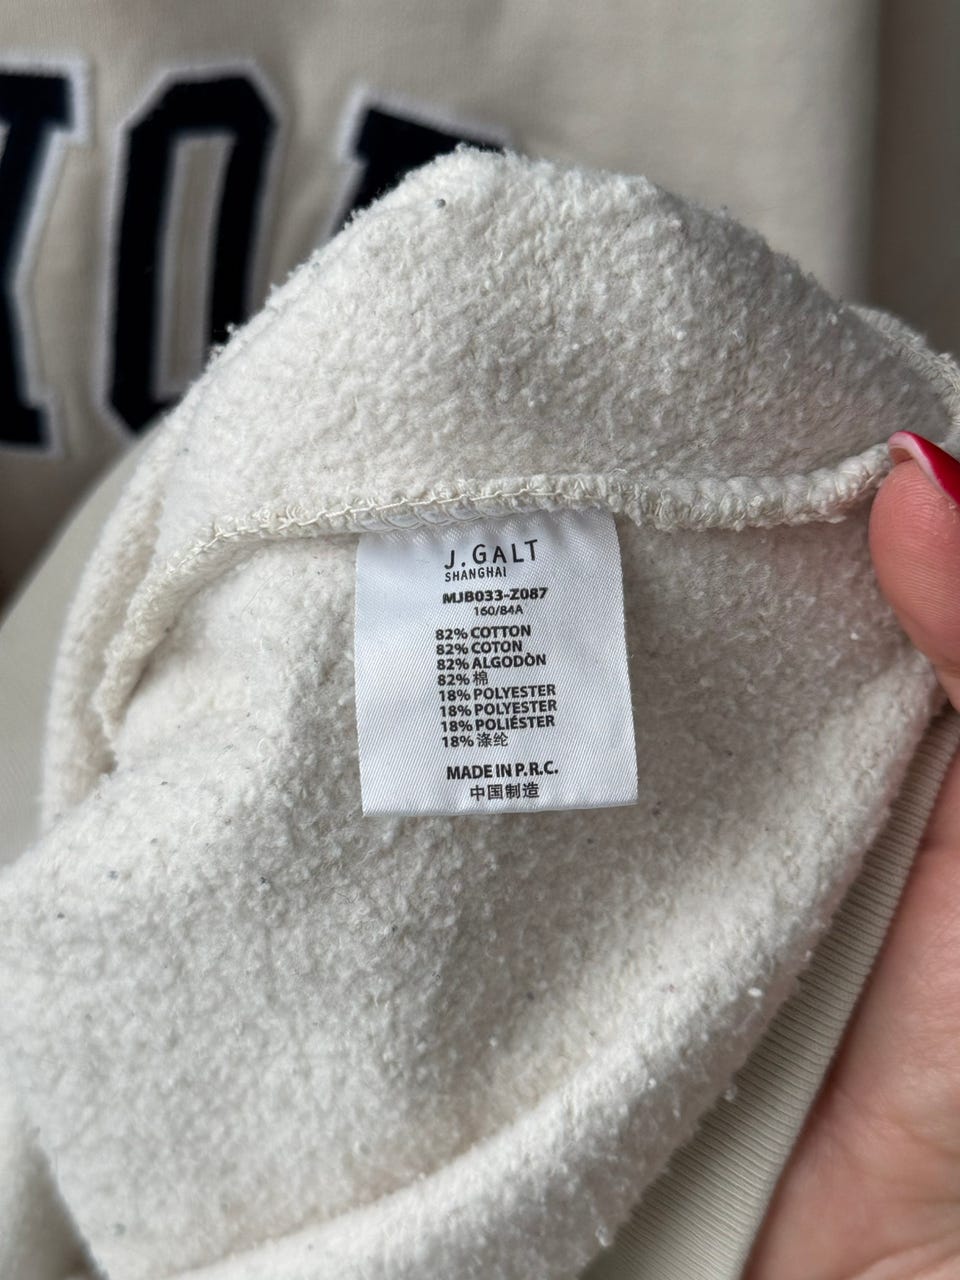 YOR
J.GALT
SHANGHAI
MJB033-Z087
160/84A
82% COTTON
82% COTON
82% ALGODÒN
82% 棉
18% POLYESTER
18% POLYESTER
18% POLIÉSTER
18% 涤纶
MADE IN P.R.C.
中国制造